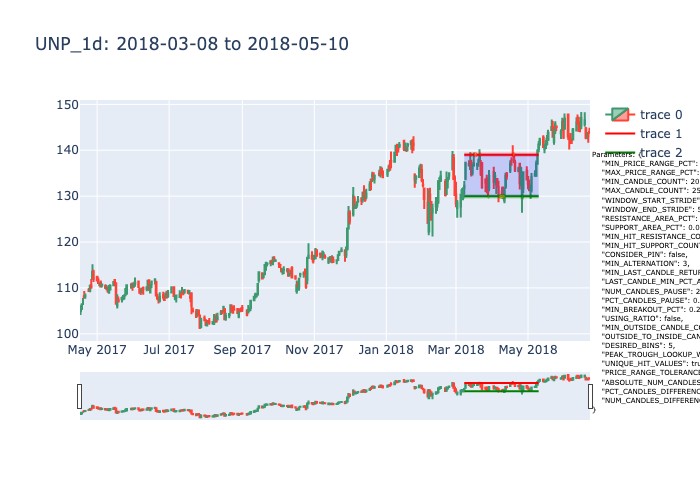 UNP_1d: 2018-03-08 to 2018-05-10
150
140
130
120
110
100
May 2017
Jul 2017
Sep 2017
Nov 2017
Jan 2018
Mar 2018
May 2018
trace 0
trace 1
trace 2
Parameters: {
"MIN_PRICE_RANGE_PCT":
"MAX_PRICE_RANGE_PCT":
"MIN_CANDLE_COUNT": 20
"MAX_CANDLE_COUNT": 25
"WINDOW_START_STRIDE"
"WINDOW_END_STRIDE":
"RESISTANCE_AREA_PCT":
"SUPPORT_AREA_PCT": 0.0
"MIN_HIT_RESISTANCE_CO
"MIN_HIT_SUPPORT_COUNT
"CONSIDER_PIN": false,
"MIN_ALTERNATION": 3,
"MIN_LAST_CANDLE_RETUR
"LAST_CANDLE_MIN_PCT_A
"NUM_CANDLES_PAUSE": 2
"PCT_CANDLES_PAUSE": 0.
"MIN_BREAKOUT_PCT": 0.2
"USING_RATIO": false,
"MIN_OUTSIDE_CANDLE_C
"OUTSIDE_TO_INSIDE_CAN
"DESIRED_BINS": 5,
"PEAK_TROUGH_LOOKUP_W
"UNIQUE_HIT_VALUES": tru
"PRICE_RANGE_TOLERANCE
"ABSOLUTE_NUM_CANDLES
"PCT_CANDLES_DIFFERENC
"NUM_CANDLES_DIFFEREN
}